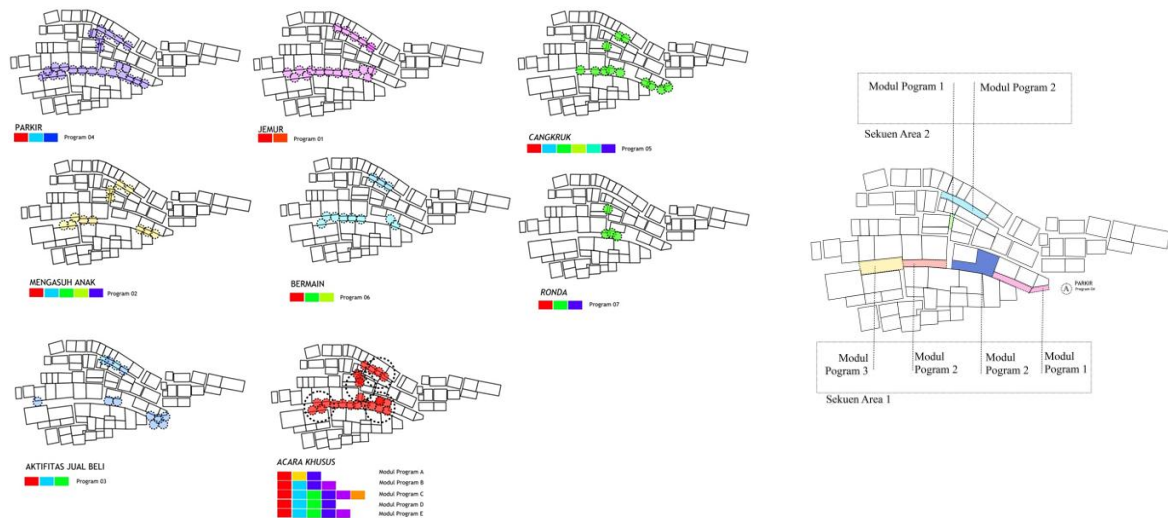 PARKIR
Program 04
JEMUR
Program 01
CANGKRUK
Program 05
MENGASUH ANAK
Program 02
BERMAIN
Program 06
RONDA
Program 07
AKTIFITAS JUAL BELI
Program 03
ACARA KHUSUS
Modul Program A
Modul Program B
Modul Program C
Modul Program D
Modul Program E
Modul Pogram 1
Modul Pogram 2
Sekuen Area 2
A
PARKIR
Program 04
Modul
Pogram 3
Modul
Pogram 2
Modul
Pogram 2
Modul
Pogram 1
Sekuen Area 1